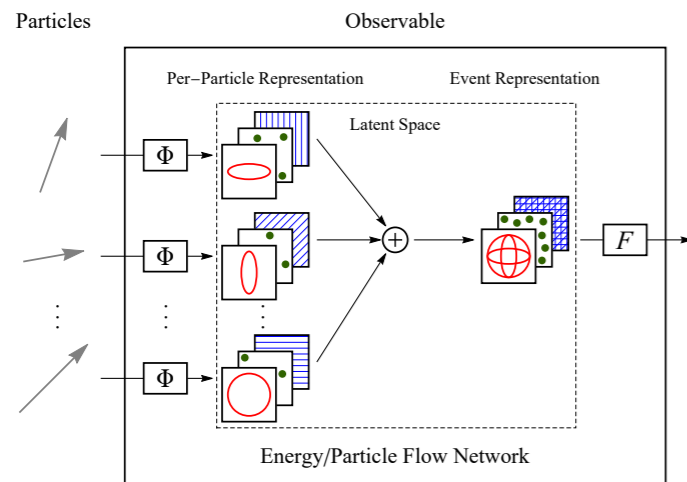 Particles
Observable
Per−Particle Representation
Event Representation
Latent Space
Φ
Φ
Φ
F
Energy/Particle Flow Network